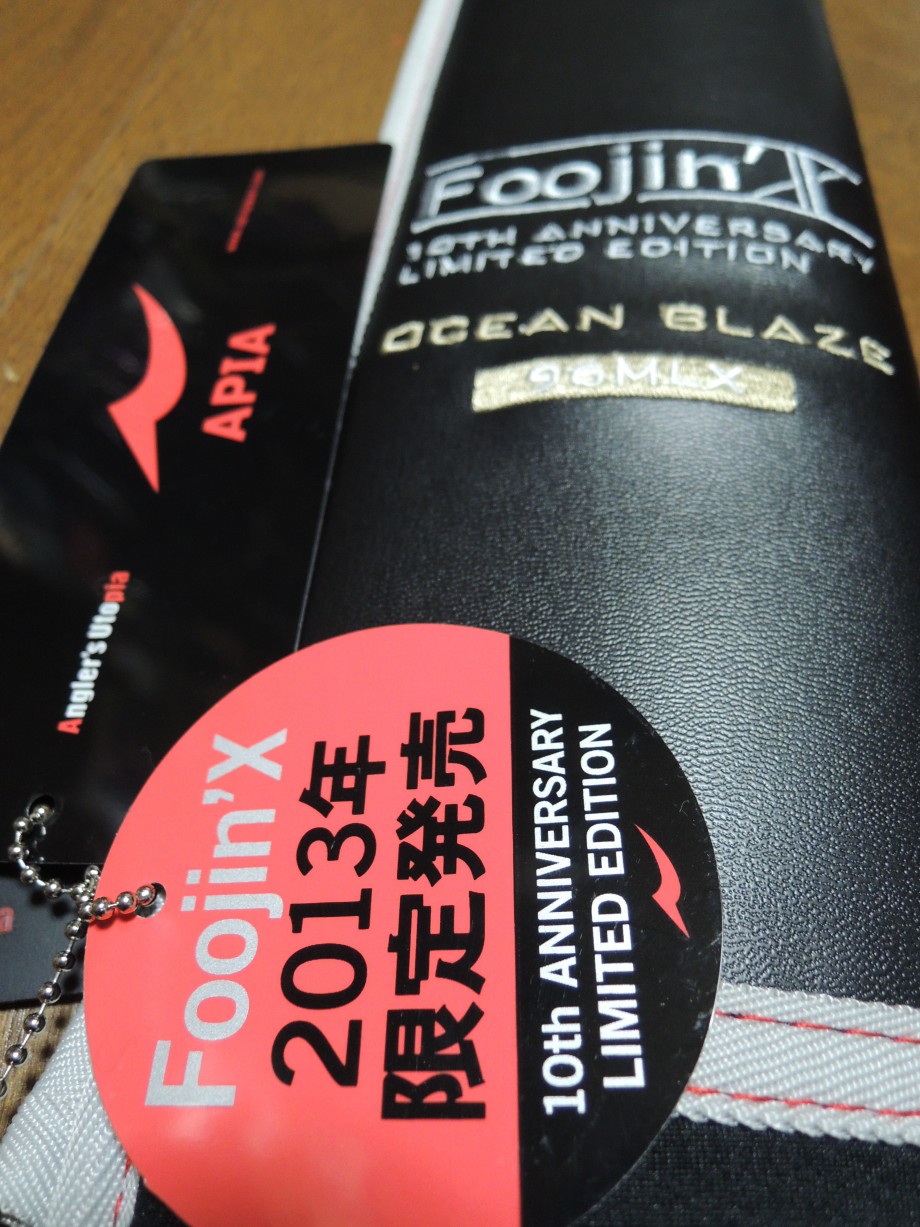 Foojin'X
10TH ANNIVERSARY
LIMITED EDITION
OCEAN BLAZE
96MLX
APIA
Angler's Utopia
Foojin'X
2013年
限定発売
10th ANNIVERSARY
LIMITED EDITION